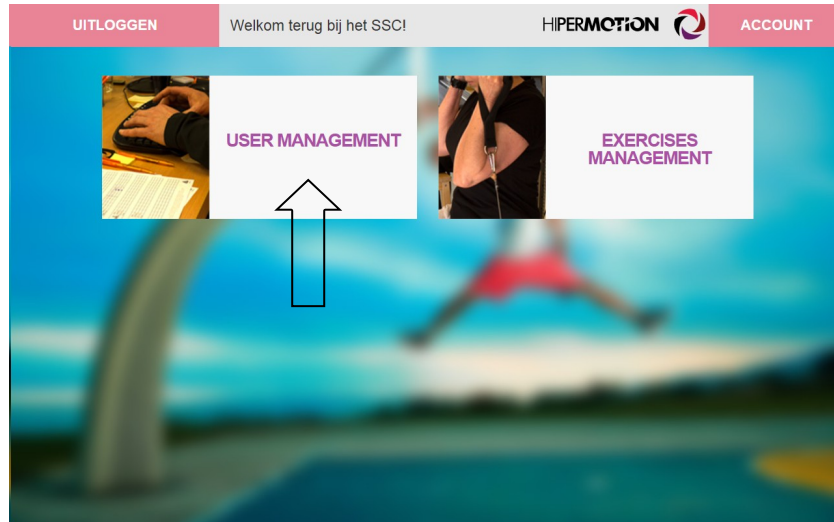 UITLOGGEN
Welkom terug bij het SSC!
HIPERMOTION
ACCOUNT
USER MANAGEMENT
EXERCISES
MANAGEMENT